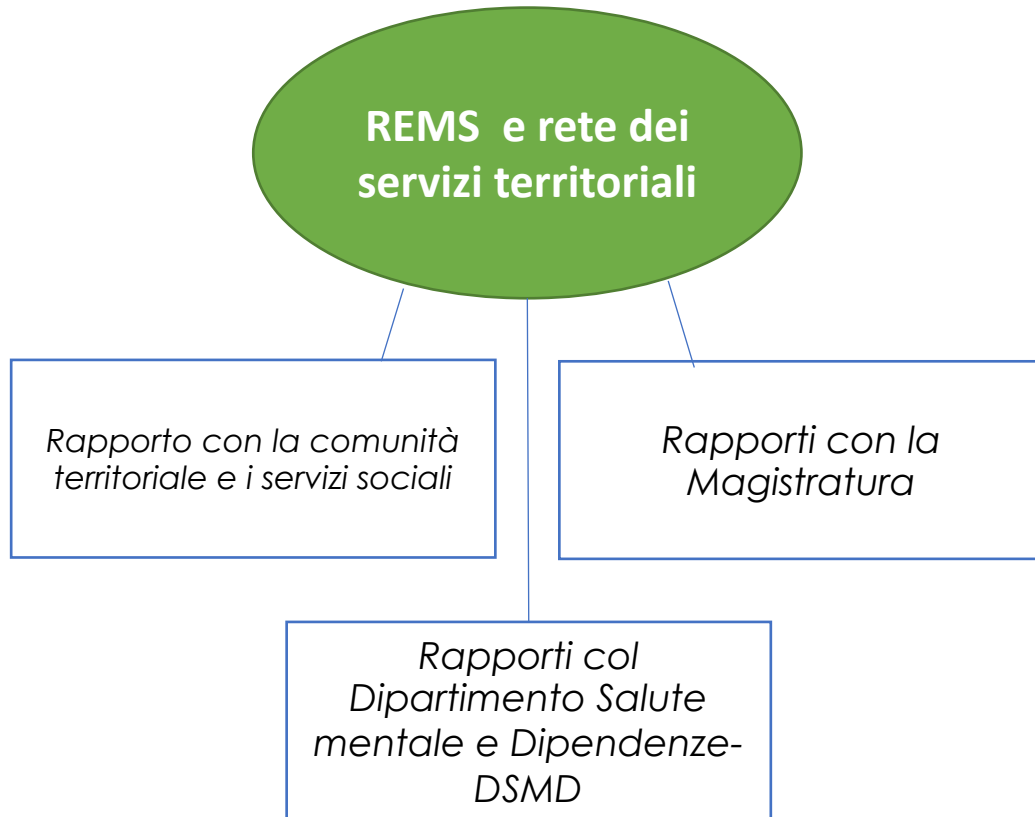 REMS e rete dei
servizi territoriali
Rapporto con la comunità
territoriale e i servizi sociali
Rapporti con la
Magistratura
Rapporti col
Dipartimento Salute
mentale e Dipendenze-
DSMD